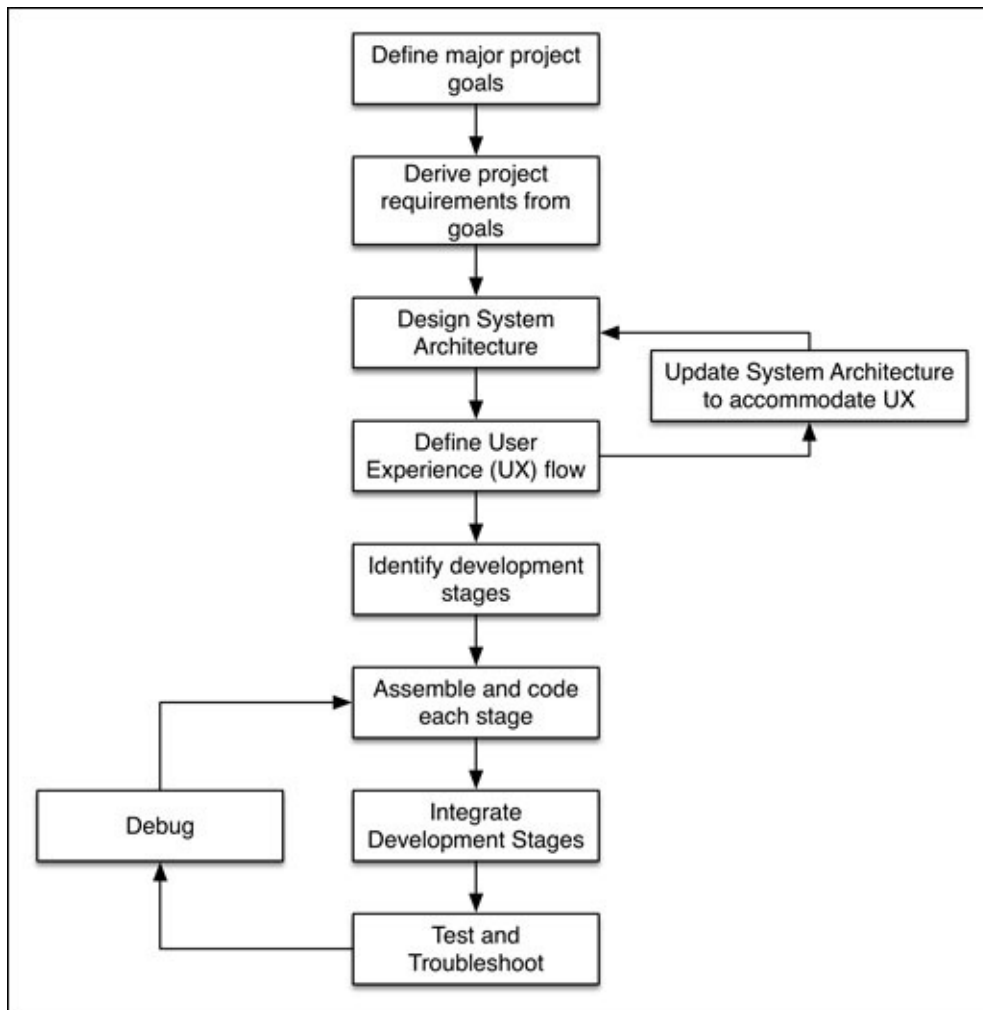 Define major project
goals
Derive project
requirements from
goals
Design System
Architecture
Update System Architecture
to accommodate UX
Define User
Experience (UX) flow
Identify development
stages
Assemble and code
each stage
Integrate
Development Stages
Debug
Test and
Troubleshoot